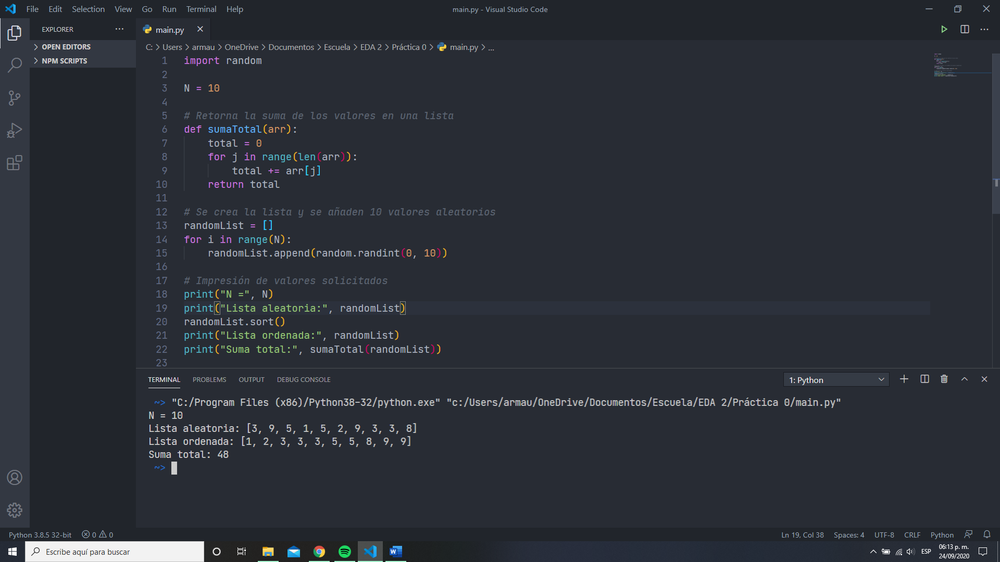 File Edit Selection View Go Run Terminal Help
main.py - Visual Studio Code
EXPLORER
OPEN EDITORS
NPM SCRIPTS
main.py
C: > Users > armau > OneDrive > Documentos > Escuela > EDA 2 > Práctica 0 > main.py > ...
1 import random
2
3 N = 10
4
5 # Retorna la suma de los valores en una lista
6 def sumaTotal(arr):
7     total = 0
8     for j in range(len(arr)):
9         total += arr[j]
10     return total
11
12 # Se crea la lista y se añaden 10 valores aleatorios
13 randomList = []
14 for i in range(N):
15     randomList.append(random.randint(0, 10))
16
17 # Impresión de valores solicitados
18 print("N =", N)
19 print("Lista aleatoria:", randomList)
20 randomList.sort()
21 print("Lista ordenada:", randomList)
22 print("Suma total:", sumaTotal(randomList))
23
TERMINAL PROBLEMS OUTPUT DEBUG CONSOLE
1: Python
~> "C:/Program Files (x86)/Python38-32/python.exe" "c:/Users/armau/OneDrive/Documentos/Escuela/EDA 2/Práctica 0/main.py"
N = 10
Lista aleatoria: [3, 9, 5, 1, 5, 2, 9, 3, 3, 8]
Lista ordenada: [1, 2, 3, 3, 3, 5, 5, 8, 9, 9]
Suma total: 48
~>
Python 3.8.5 32-bit 0 0
Ln 19, Col 38 Spaces: 4 UTF-8 CRLF Python
Escribe aquí para buscar
ESP
06:13 p. m.
24/09/2020